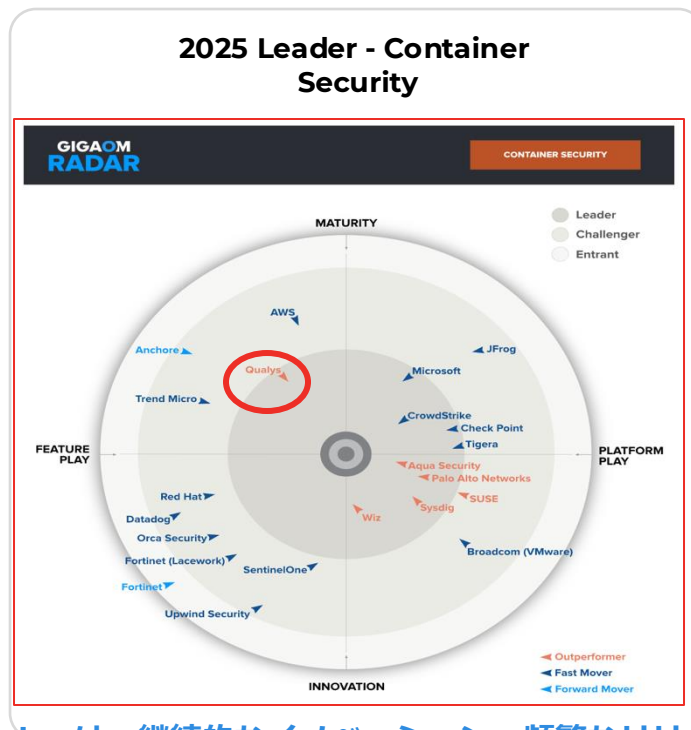 2025 Leader - Container
Security
GIGAOM
RADAR
CONTAINER SECURITY
Leader
Challenger
Entrant
MATURITY
AWS
Anchore
JFrog
Qualys
Microsoft
Trend Micro
CrowdStrike
Check Point
Tigera
FEATURE
PLAY
PLATFORM
PLAY
Aqua Security
Palo Alto Networks
Red Hat
SUSE
Sysdig
Datadog
Wiz
Orca Security
Broadcom (VMware)
Fortinet (Lacework)
SentinelOne
Fortinet
Upwind Security
Outperformer
Fast Mover
INNOVATION
Forward Mover